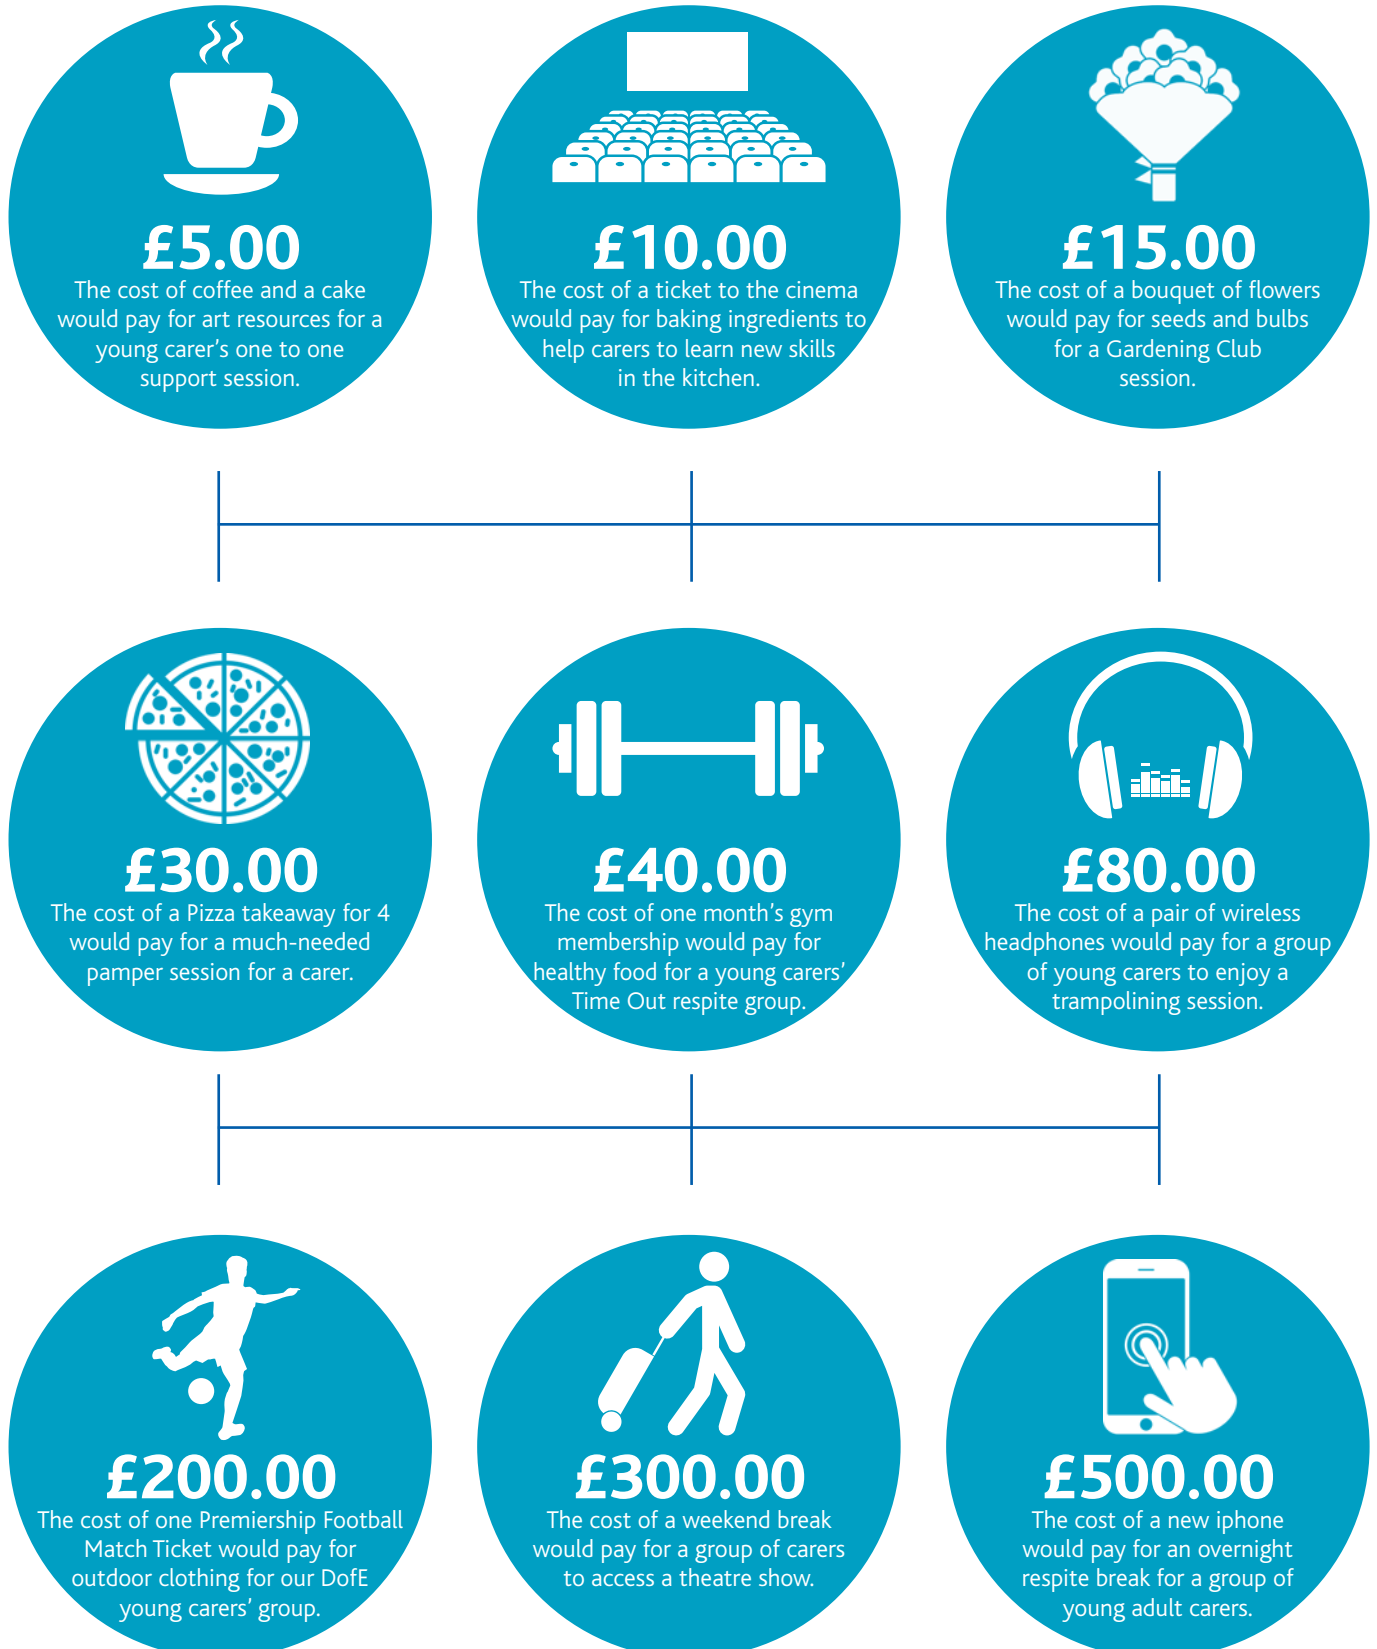 £5.00
The cost of coffee and a cake
would pay for art resources for a
young carer's one to one
support session.
£10.00
The cost of a ticket to the cinema
would pay for baking ingredients to
help carers to learn new skills
in the kitchen.
£15.00
The cost of a bouquet of flowers
would pay for seeds and bulbs
for a Gardening Club
session.
£30.00
The cost of a Pizza takeaway for 4
would pay for a much-needed
pamper session for a carer.
£40.00
The cost of one month's gym
membership would pay for
healthy food for a young carers'
Time Out respite group.
£80.00
The cost of a pair of wireless
headphones would pay for a group
of young carers to enjoy a
trampolining session.
£200.00
The cost of one Premiership Football
Match Ticket would pay for
outdoor clothing for our DofE
young carers' group.
£300.00
The cost of a weekend break
would pay for a group of carers
to access a theatre show.
£500.00
The cost of a new iphone
would pay for an overnight
respite break for a group of
young adult carers.